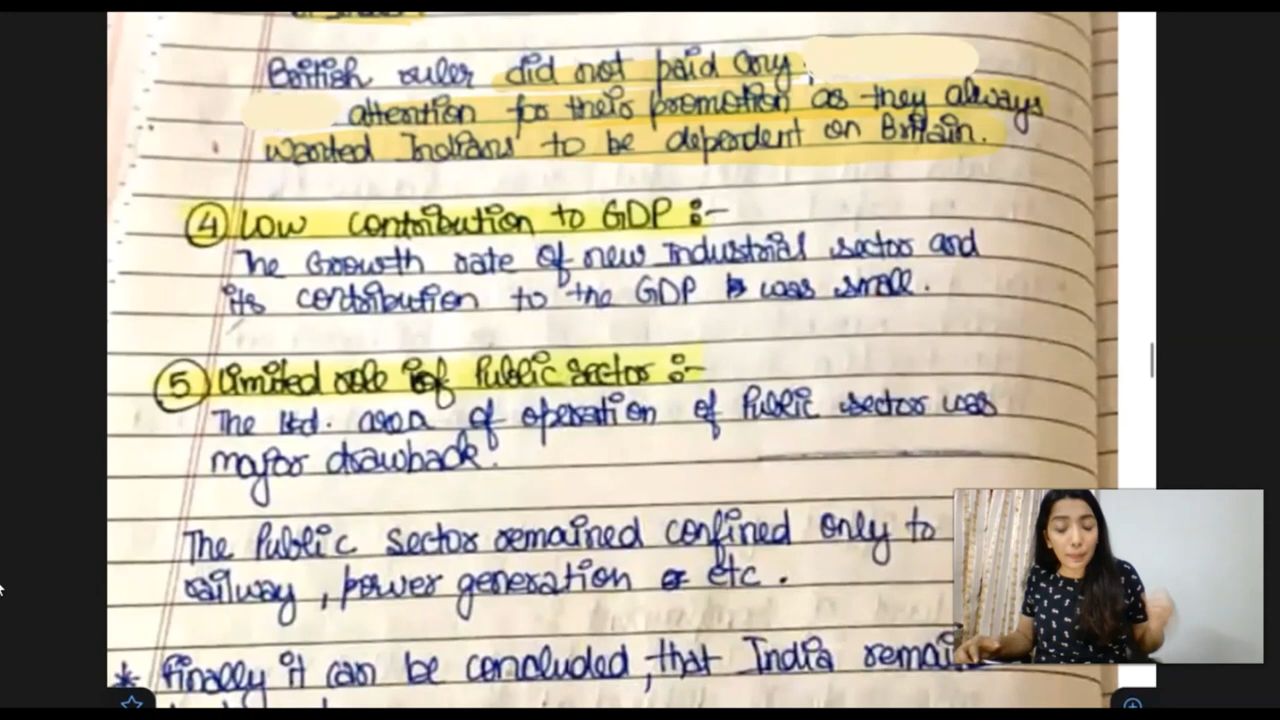 British ruler did not paid any
attention for their promotion as they always
wanted Indians to be dependent on Britain.
④ Low contribution to GDP :-
The Growth rate of new Industrial sector and
its contribution to the GDP was small.
⑤ Limited role of Public Sector :-
The Ltd. area of operation of Public sector was
major drawback.
The Public Sector remained confined only to
railway, power generation etc.
* Finally it can be concluded, that India remain